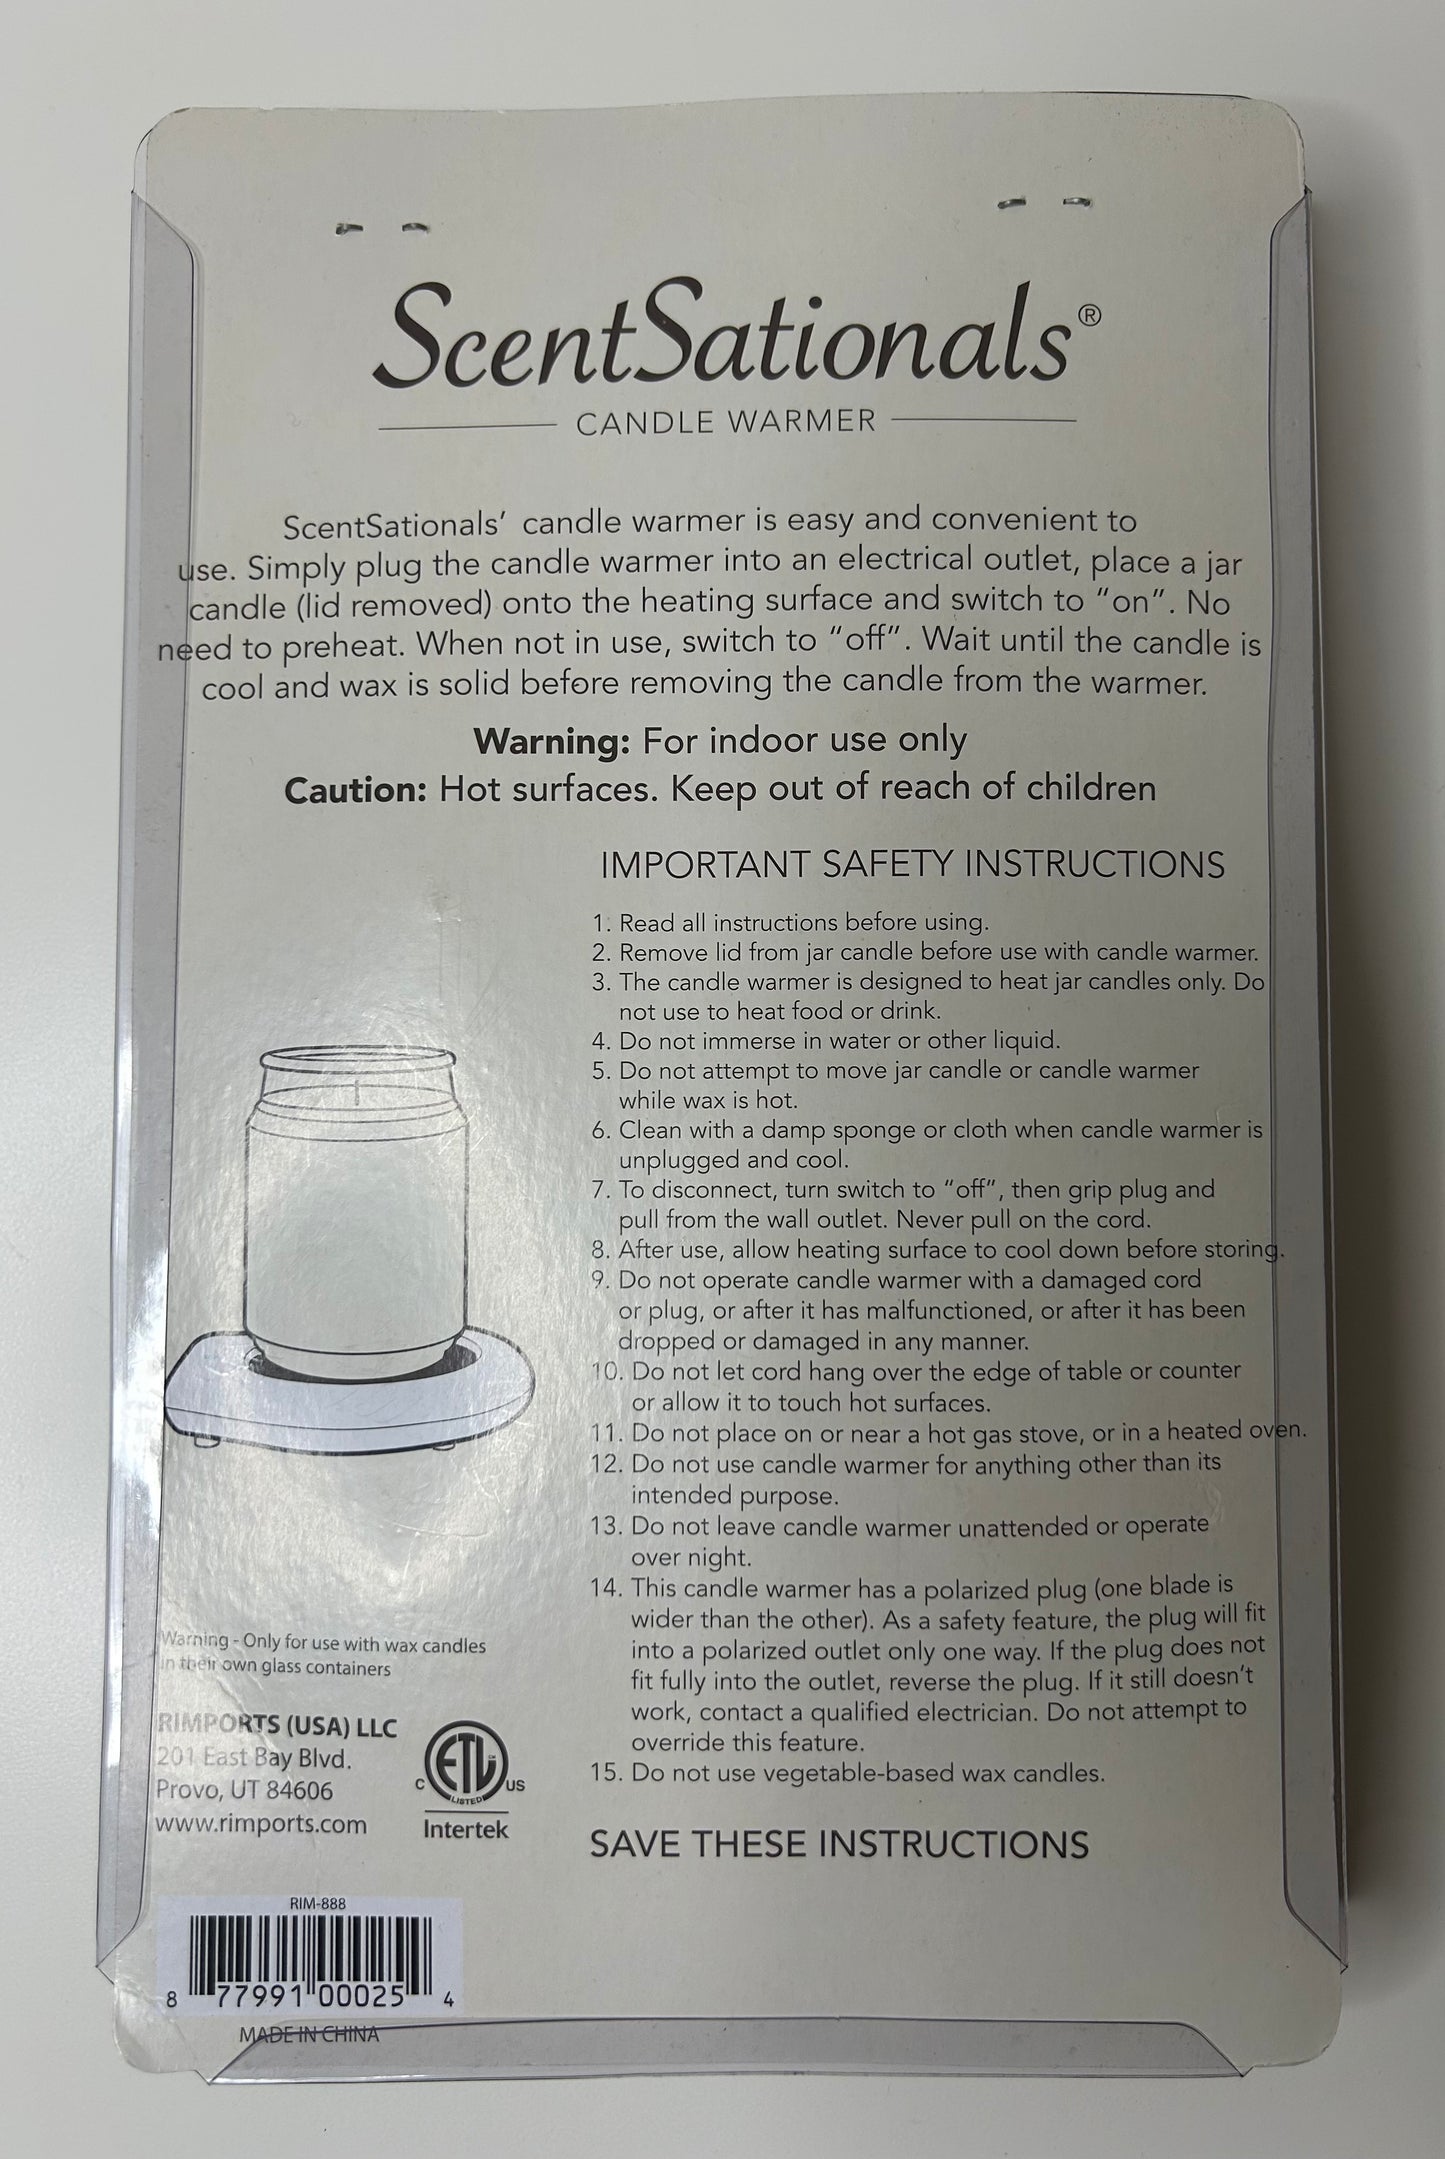 ScentSationals®
CANDLE WARMER
ScentSationals’ candle warmer is easy and convenient to
use. Simply plug the candle warmer into an electrical outlet, place a jar
candle (lid removed) onto the heating surface and switch to “on”. No
need to preheat. When not in use, switch to “off”. Wait until the candle is
cool and wax is solid before removing the candle from the warmer.
Warning: For indoor use only
Caution: Hot surfaces. Keep out of reach of children
IMPORTANT SAFETY INSTRUCTIONS
1. Read all instructions before using.
2. Remove lid from jar candle before use with candle warmer.
3. The candle warmer is designed to heat jar candles only. Do
not use to heat food or drink.
4. Do not immerse in water or other liquid.
5. Do not attempt to move jar candle or candle warmer
while wax is hot.
6. Clean with a damp sponge or cloth when candle warmer is
unplugged and cool.
7. To disconnect, turn switch to “off”, then grip plug and
pull from the wall outlet. Never pull on the cord.
8. After use, allow heating surface to cool down before storing.
9. Do not operate candle warmer with a damaged cord
or plug, or after it has malfunctioned, or after it has been
dropped or damaged in any manner.
10. Do not let cord hang over the edge of table or counter
or allow it to touch hot surfaces.
11. Do not place on or near a hot gas stove, or in a heated oven.
12. Do not use candle warmer for anything other than its
intended purpose.
13. Do not leave candle warmer unattended or operate
over night.
14. This candle warmer has a polarized plug (one blade is
wider than the other). As a safety feature, the plug will fit
into a polarized outlet only one way. If the plug does not
fit fully into the outlet, reverse the plug. If it still doesn’t
work, contact a qualified electrician. Do not attempt to
override this feature.
15. Do not use vegetable-based wax candles.
SAVE THESE INSTRUCTIONS
Warning - Only for use with wax candles
in their own glass containers
RIMPORTS (USA) LLC
201 East Bay Blvd.
Provo, UT 84606
www.rimports.com
ETL
LISTED
C US
Intertek
RIM-888
8 77991 00025 4
MADE IN CHINA